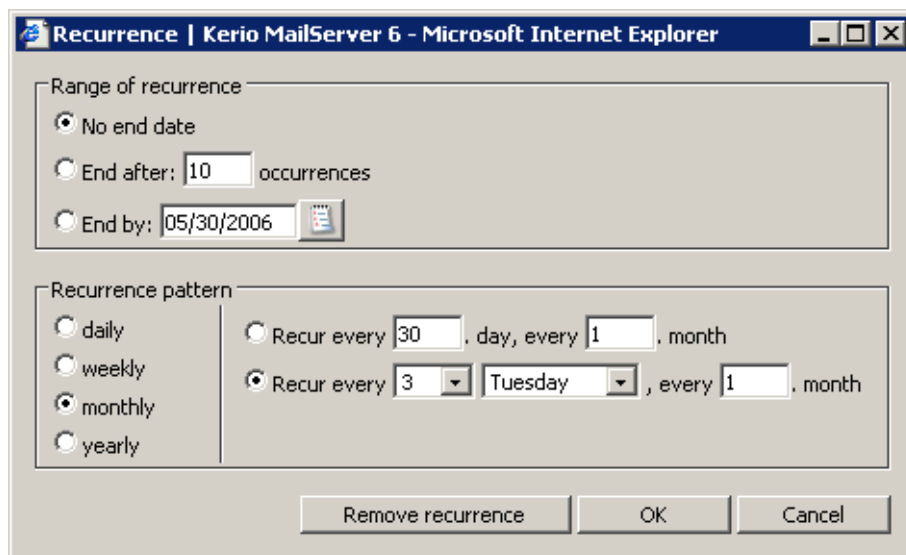 Recurrence | Kerio MailServer 6 - Microsoft Internet Explorer
Range of recurrence
No end date
End after: 10 occurrences
End by: 05/30/2006
Recurrence pattern
daily
weekly
monthly
yearly
Recur every 30 . day, every 1 . month
Recur every 3 Tuesday , every 1 . month
Remove recurrence
OK
Cancel